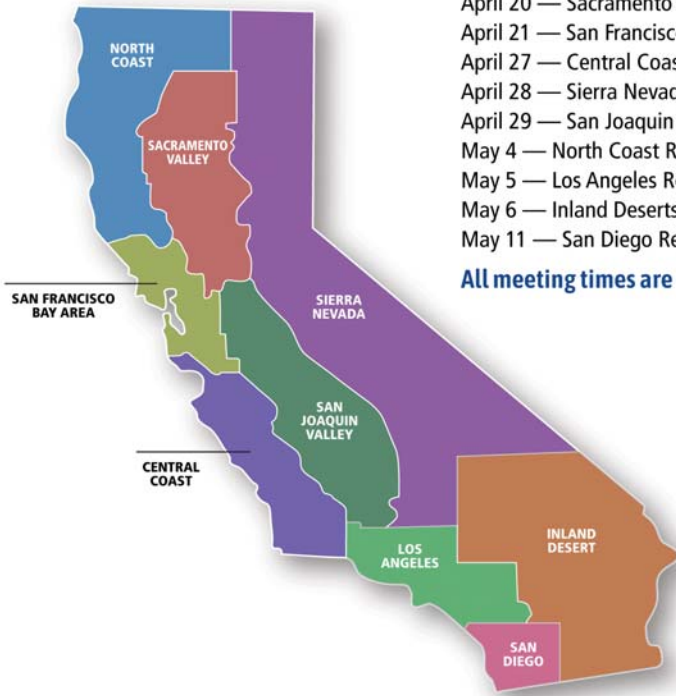 April 20 — Sacramento
April 21 — San Francisco
April 27 — Central Coas
April 28 — Sierra Nevad
April 29 — San Joaquin
May 4 — North Coast R
May 5 — Los Angeles Re
May 6 — Inland Deserts
May 11 — San Diego Re
All meeting times are
NORTH
COAST
SACRAMENTO
VALLEY
SAN FRANCISCO
BAY AREA
SIERRA
NEVADA
SAN
JOAQUIN
VALLEY
CENTRAL
COAST
LOS
ANGELES
INLAND
DESERT
SAN
DIEGO